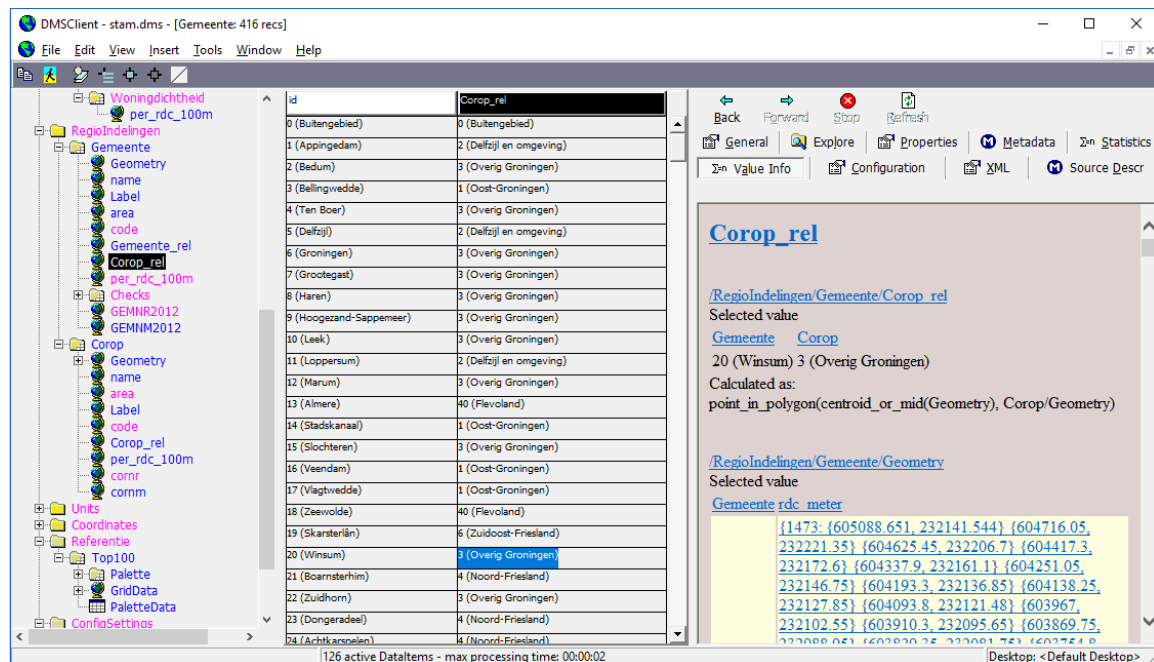 DMSClient - stam.dms - [Gemeente: 416 recs]
File Edit View Insert Tools Window Help
Woningdichtheid
per_rdc_100m
RegioIndelingen
Gemeente
Geometry
name
Label
area
code
Gemeente_rel
Corop_rel
per_rdc_100m
Checks
GEMNR2012
GEMNM2012
Corop
Geometry
name
area
Label
code
Corop_rel
per_rdc_100m
cornr
cornm
Units
Coordinates
Referentie
Top100
Palette
GridData
PaletteData
ConfigSettings
id Corop_rel
0 (Buitengebied) 0 (Buitengebied)
1 (Appingedam) 2 (Delfzijl en omgeving)
2 (Bedum) 3 (Overig Groningen)
3 (Bellingwedde) 1 (Oost-Groningen)
4 (Ten Boer) 3 (Overig Groningen)
5 (Delfzijl) 2 (Delfzijl en omgeving)
6 (Groningen) 3 (Overig Groningen)
7 (Grootegast) 3 (Overig Groningen)
8 (Haren) 3 (Overig Groningen)
9 (Hoogezand-Sappemeer) 3 (Overig Groningen)
10 (Leek) 3 (Overig Groningen)
11 (Loppersum) 2 (Delfzijl en omgeving)
12 (Marum) 3 (Overig Groningen)
13 (Almere) 40 (Flevoland)
14 (Stadskanaal) 1 (Oost-Groningen)
15 (Slochteren) 3 (Overig Groningen)
16 (Veendam) 1 (Oost-Groningen)
17 (Vlagtwedde) 1 (Oost-Groningen)
18 (Zeewolde) 40 (Flevoland)
19 (Skarsterlân) 6 (Zuidoost-Friesland)
20 (Winsum) 3 (Overig Groningen)
21 (Boarnsterhim) 4 (Noord-Friesland)
22 (Zuidhorn) 3 (Overig Groningen)
23 (Dongeradeel) 4 (Noord-Friesland)
24 (Achtkarspelen) 4 (Noord-Friesland)
Back Forward Stop Refresh
General Explore Properties Metadata Σ=n Statistics
Σ=n Value Info Configuration XML Source Descr
Corop_rel
/RegioIndelingen/Gemeente/Corop_rel
Selected value
Gemeente Corop
20 (Winsum) 3 (Overig Groningen)
Calculated as:
point_in_polygon(centroid_or_mid(Geometry), Corop/Geometry)
/RegioIndelingen/Gemeente/Geometry
Selected value
Gemeente rdc_meter
{1473: {605088.651, 232141.544} {604716.05,
232221.35} {604625.45, 232206.7} {604417.3,
232172.6} {604337.9, 232161.1} {604251.05,
232146.75} {604193.3, 232136.85} {604138.25,
232127.85} {604093.8, 232121.48} {603967,
232102.55} {603910.3, 232095.65} {603869.75,
232088.95} {603820.35, 232081.75} {603754.8,
126 active DataItems - max processing time: 00:00:02
Desktop: <Default Desktop>